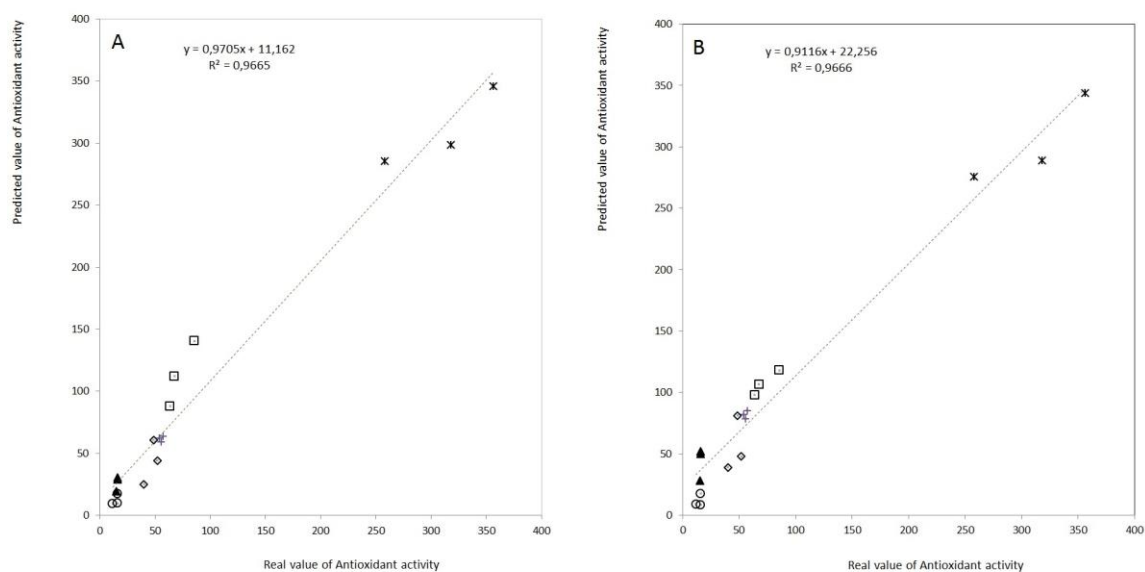 A
y = 0,9705x + 11,162
R² = 0,9665
Predicted value of Antioxidant activity
400
350
300
250
200
150
100
50
0
0 50 100 150 200 250 300 350 400
Real value of Antioxidant activity
B
y = 0,9116x + 22,256
R² = 0,9666
Predicted value of Antioxidant activity
400
350
300
250
200
150
100
50
0
0 50 100 150 200 250 300 350 400
Real value of Antioxidant activity